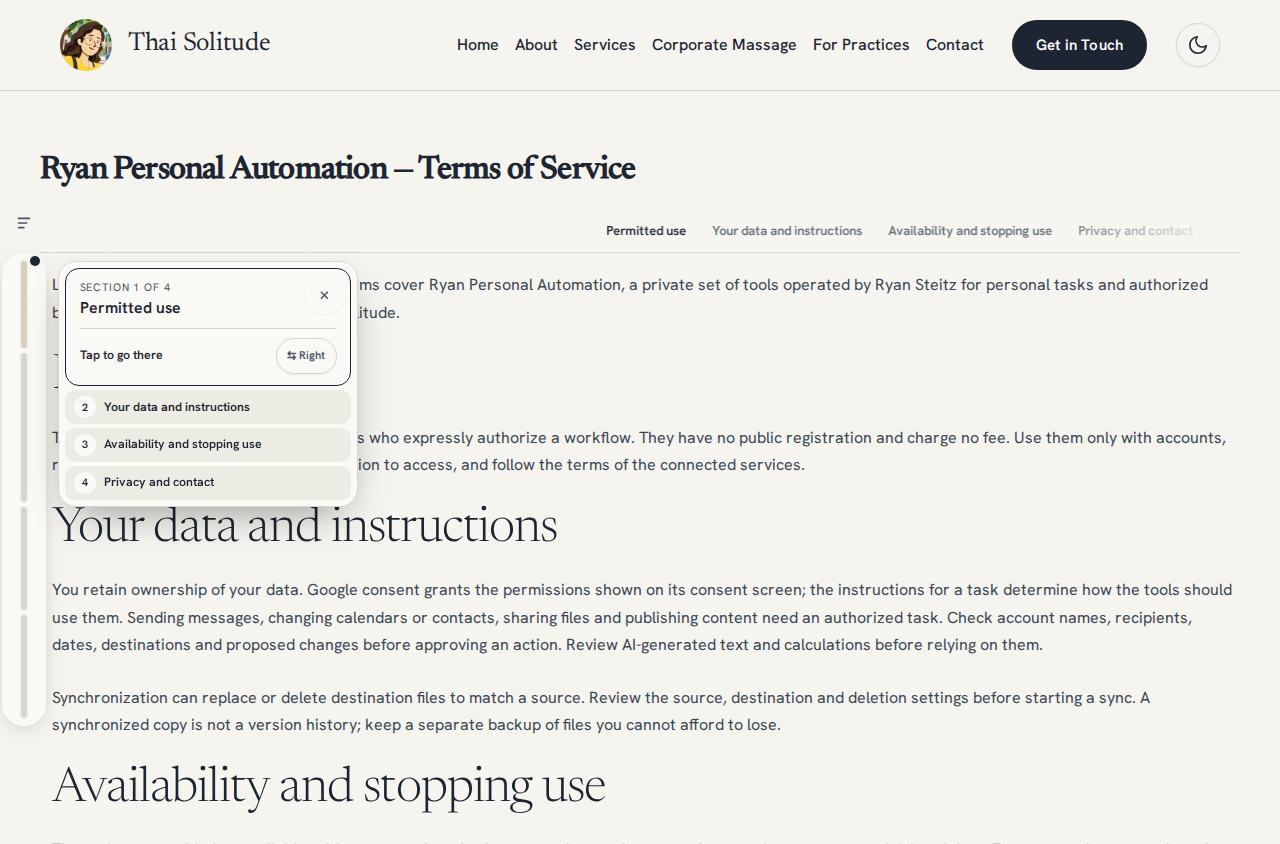 Thai Solitude
Home About Services Corporate Massage For Practices Contact Get in Touch
Ryan Personal Automation — Terms of Service
Permitted use Your data and instructions Availability and stopping use Privacy and contact
SECTION 1 OF 4
Permitted use
Tap to go there
⇆ Right
2 Your data and instructions
3 Availability and stopping use
4 Privacy and contact
cover Ryan Personal Automation, a private set of tools operated by Ryan Steitz for personal tasks and authorized
who expressly authorize a workflow. They have no public registration and charge no fee. Use them only with accounts,
to access, and follow the terms of the connected services.
Your data and instructions
You retain ownership of your data. Google consent grants the permissions shown on its consent screen; the instructions for a task determine how the tools should
use them. Sending messages, changing calendars or contacts, sharing files and publishing content need an authorized task. Check account names, recipients,
dates, destinations and proposed changes before approving an action. Review AI-generated text and calculations before relying on them.
Synchronization can replace or delete destination files to match a source. Review the source, destination and deletion settings before starting a sync. A
synchronized copy is not a version history; keep a separate backup of files you cannot afford to lose.
Availability and stopping use